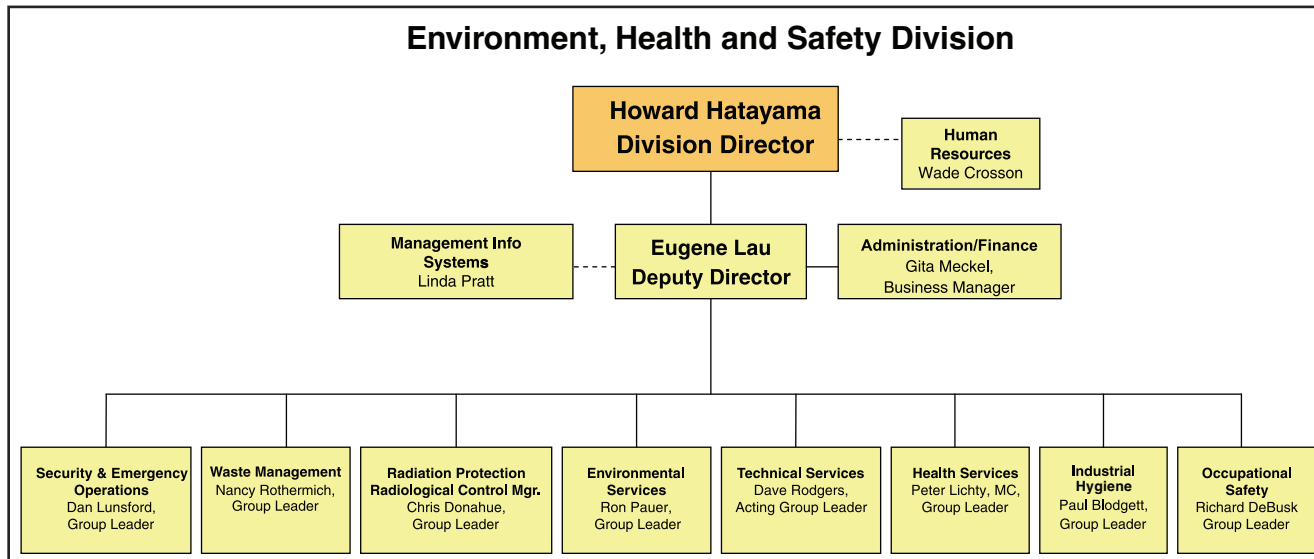 Environment, Health and Safety Division
Howard Hatayama
Division Director
Human
Resources
Wade Crosson
Management Info
Systems
Linda Pratt
Eugene Lau
Deputy Director
Administration/Finance
Gita Meckel,
Business Manager
Security & Emergency
Operations
Dan Lunsford,
Group Leader
Waste Management
Nancy Rothermich,
Group Leader
Radiation Protection
Radiological Control Mgr.
Chris Donahue,
Group Leader
Environmental
Services
Ron Pauer,
Group Leader
Technical Services
Dave Rodgers,
Acting Group Leader
Health Services
Peter Lichty, MC,
Group Leader
Industrial
Hygiene
Paul Blodgett,
Group Leader
Occupational
Safety
Richard DeBusk
Group Leader